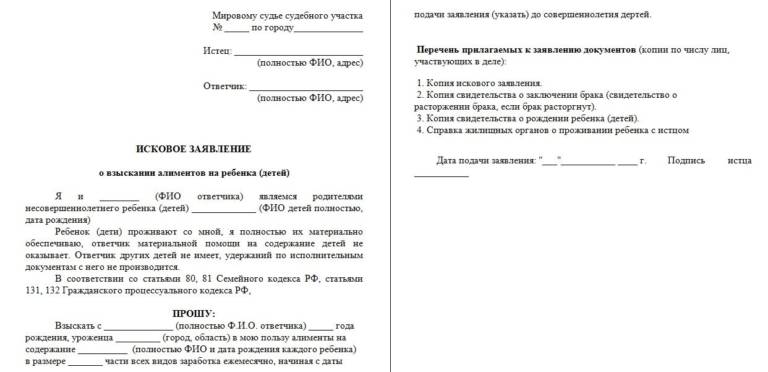 Мировому судье судебного участка
№ _____ по городу______________
Истец: __________________________
(полностью ФИО, адрес)
Ответчик: _______________________
(полностью ФИО, адрес)
ИСКОВОЕ ЗАЯВЛЕНИЕ
о взыскании алиментов на ребенка (детей)
Я и ________ (ФИО ответчика) являемся родителями
несовершеннолетнего ребенка (детей) _____________ (ФИО детей полностью,
дата рождения)
Ребенок (дети) проживают со мной, я полностью их материально
обеспечиваю, ответчик материальной помощи на содержание детей не
оказывает. Ответчик других детей не имеет, удержаний по исполнительным
документам с него не производится.
В соответствии со статьями 80, 81 Семейного кодекса РФ, статьями
131, 132 Гражданского процессуального кодекса РФ,
ПРОШУ:
Взыскать с ______________ (полностью Ф.И.О. ответчика) _____ года
рождения, уроженца _________ (город, область) в мою пользу алименты на
содержание __________ (полностью ФИО и дата рождения каждого ребенка)
в размере _______ части всех видов заработка ежемесячно, начиная с даты
подачи заявления (указать) до совершеннолетия дертей.
Перечень прилагаемых к заявлению документов (копии по числу лиц,
участвующих в деле):
1. Копия искового заявления.
2. Копия свидетельства о заключении брака (свидетельство о
расторжении брака, если брак расторгнут).
3. Копия свидетельства о рождении ребенка (детей).
4. Справка жилищных органов о проживании ребенка с истцом
Дата подачи заявления: "___"___________ ____ г. Подпись истца
___________